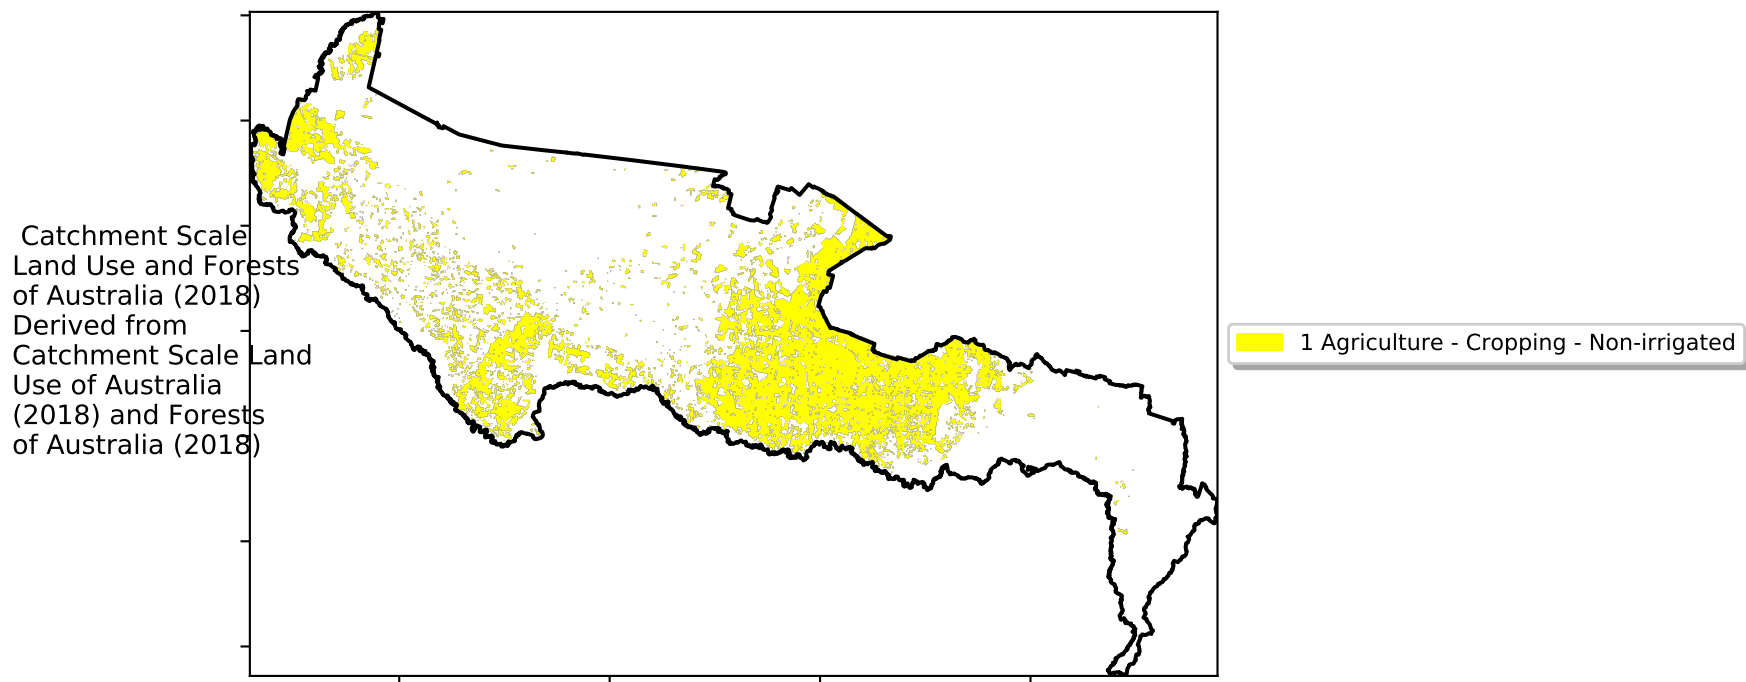 Catchment Scale
Land Use and Forests
of Australia (2018)
Derived from
Catchment Scale Land
Use of Australia
(2018) and Forests
of Australia (2018)
1 Agriculture - Cropping - Non-irrigated